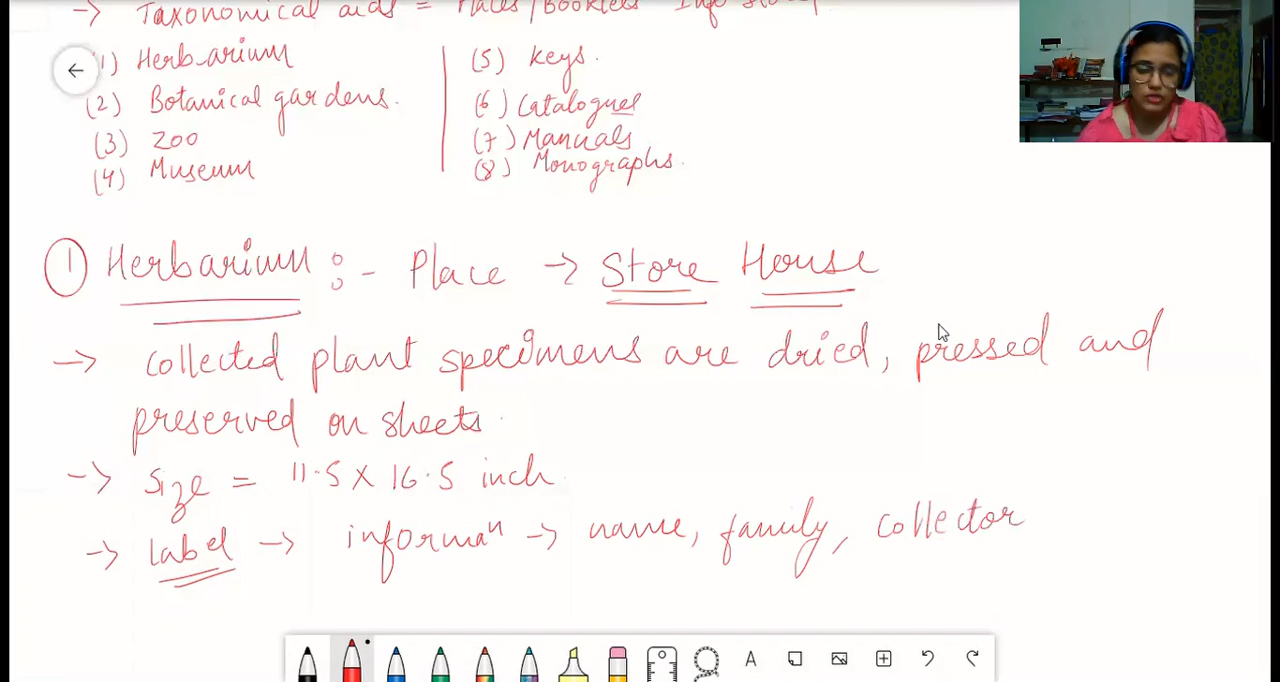 -> Taxonomical aids = Places/Booklets Info
(1) Herbarium
(2) Botanical gardens.
(3) Zoo
(4) Museum
(5) Keys.
(6) Catalogues
(7) Manuals
(8) Monographs.
① Herbarium :- Place -> Store House
-> collected plant specimens are dried, pressed and
preserved on sheets.
-> Size = 11.5 X 16.5 inch.
-> label -> informaⁿ -> name, family, collector
A